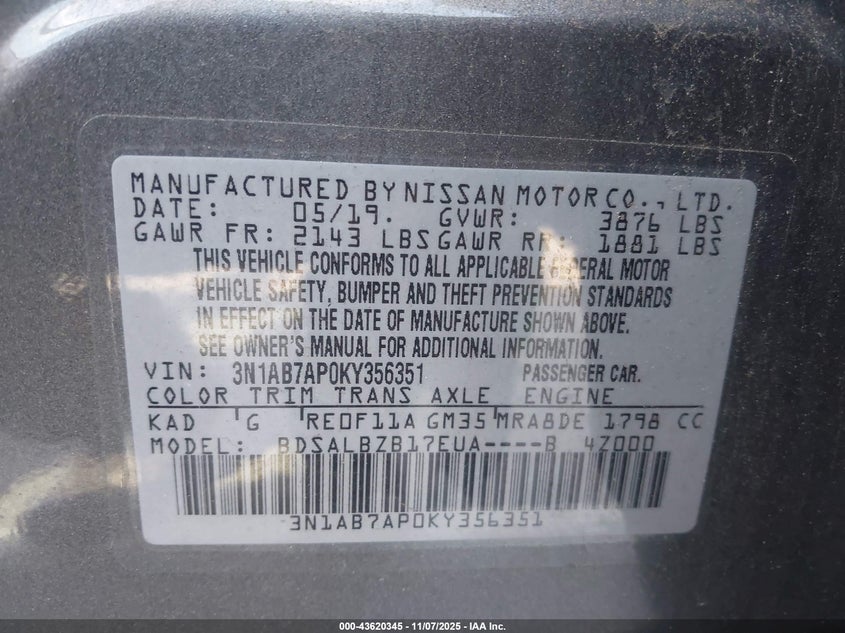 MANUFACTURED BY NISSAN MOTOR CO., LTD.
DATE: 05/19. GVWR: 3876 LBS
GAWR FR: 2143 LBS GAWR RR: 1881 LBS
THIS VEHICLE CONFORMS TO ALL APPLICABLE FEDERAL MOTOR
VEHICLE SAFETY, BUMPER AND THEFT PREVENTION STANDARDS
IN EFFECT ON THE DATE OF MANUFACTURE SHOWN ABOVE.
SEE OWNER'S MANUAL FOR ADDITIONAL INFORMATION.
VIN: 3N1AB7AP0KY356351 PASSENGER CAR.
COLOR TRIM TRANS AXLE ENGINE
KAD G RE0F11A GM35 MRA8DE 1798 CC
MODEL: BDSALBZB17EUA----B 4Z000
3N1AB7AP0KY356351
000-43620345 - 11/07/2025 - IAA Inc.